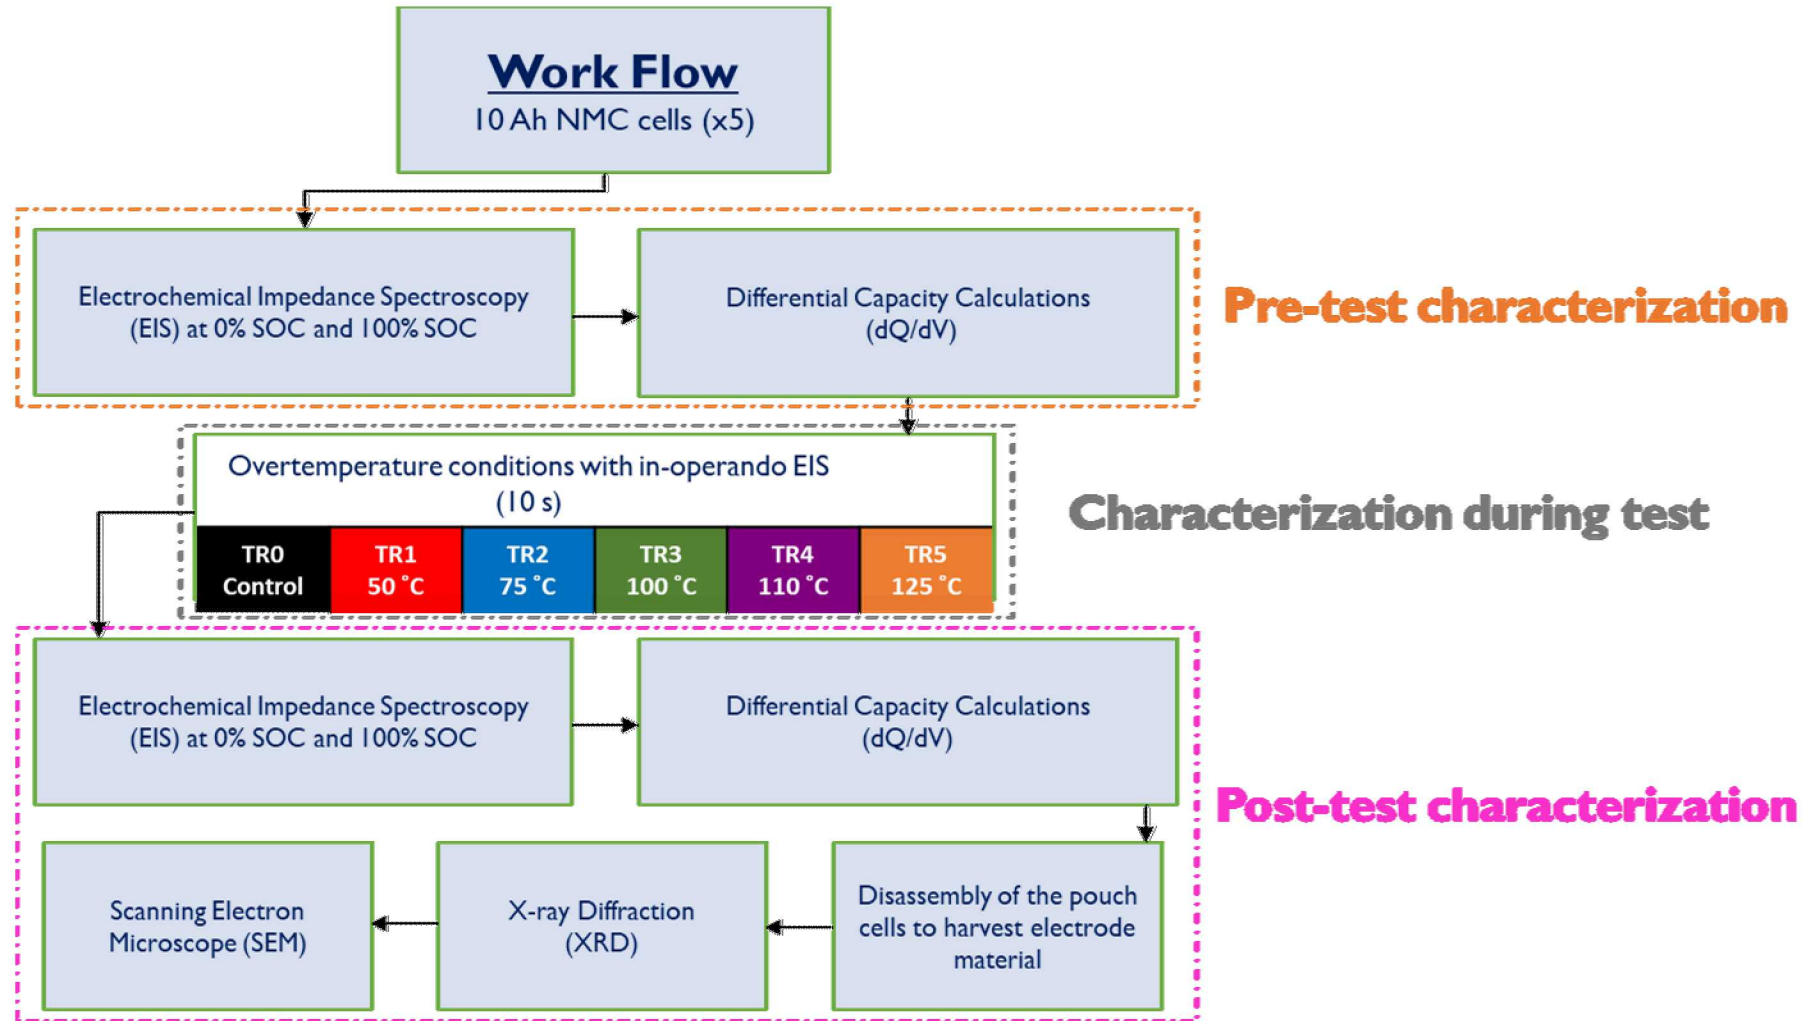 Work Flow
10 Ah NMC cells (x5)
Electrochemical Impedance Spectroscopy
(EIS) at 0% SOC and 100% SOC
Differential Capacity Calculations
(dQ/dV)
Pre-test characterization
Overtemperature conditions with in-operando EIS
(10 s)
TR0 TR1 TR2 TR3 TR4 TR5
Control 50 ˚C 75 ˚C 100 ˚C 110 ˚C 125 ˚C
Characterization during test
Electrochemical Impedance Spectroscopy
(EIS) at 0% SOC and 100% SOC
Differential Capacity Calculations
(dQ/dV)
Post-test characterization
Disassembly of the pouch
cells to harvest electrode
material
X-ray Diffraction
(XRD)
Scanning Electron
Microscope (SEM)